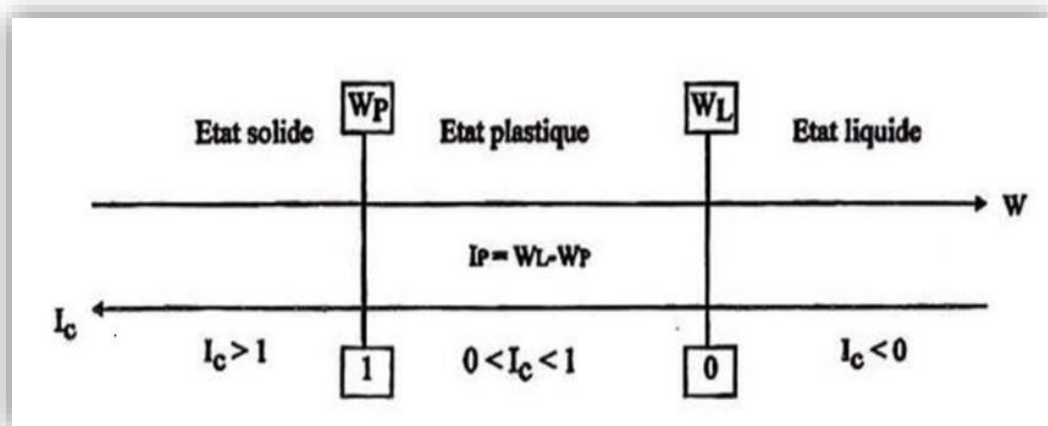 WP
WL
Etat solide
Etat plastique
Etat liquide
W
IP = WL-WP
Ic
Ic > 1
1
0 < Ic < 1
0
Ic < 0